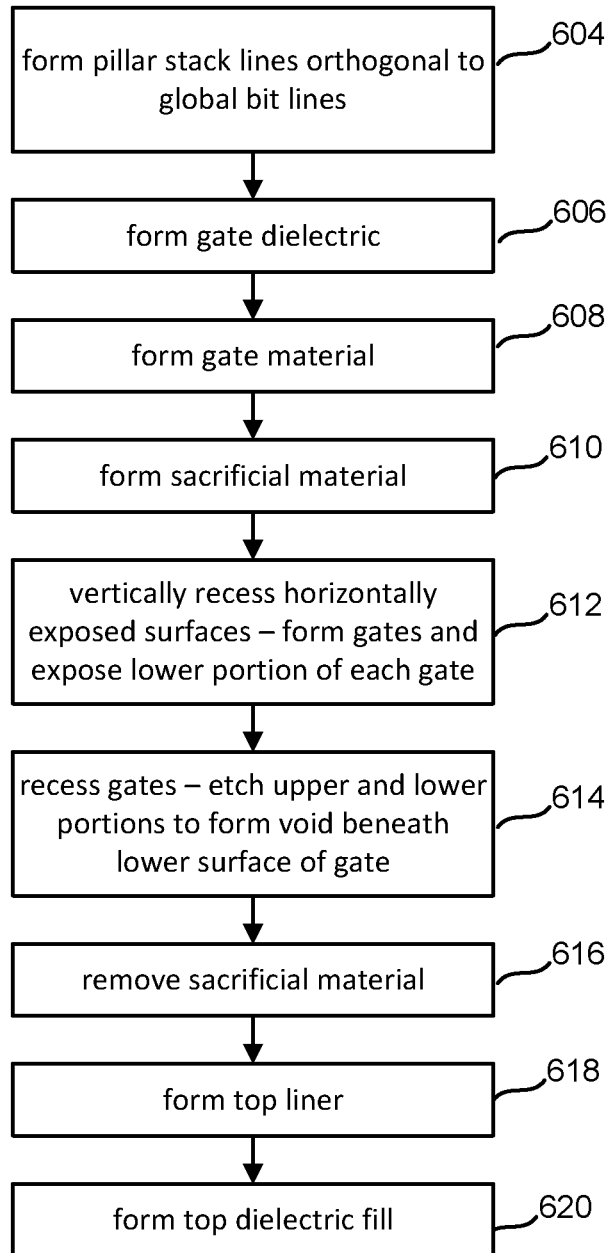 form pillar stack lines orthogonal to
global bit lines
604
form gate dielectric
606
form gate material
608
form sacrificial material
610
vertically recess horizontally
exposed surfaces – form gates and
expose lower portion of each gate
612
recess gates – etch upper and lower
portions to form void beneath
lower surface of gate
614
remove sacrificial material
616
form top liner
618
form top dielectric fill
620